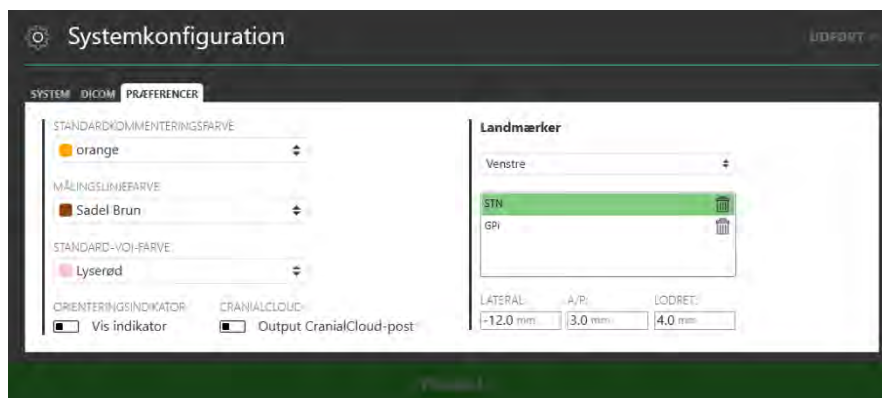 Systemkonfiguration
UDFØRT
SYSTEM DICOM PRÆFERENCER
STANDARDKOMMENTERINGSFARVE
orange
MÅLINGSLINJEFARVE
Sadel Brun
STANDARD-VOI-FARVE
Lyserød
ORIENTERINGSINDIKATOR CRANIALCLOUD
Vis indikator Output CranialCloud-post
Landmærker
Venstre
STN
GPi
LATERAL: A/P: LODRET:
-12.0 mm 3.0 mm 4.0 mm